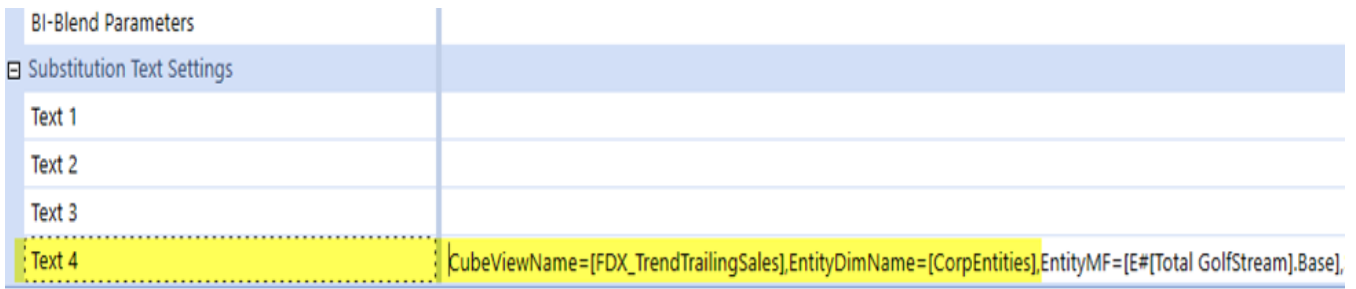 BI-Blend Parameters
Substitution Text Settings
Text 1
Text 2
Text 3
Text 4 CubeViewName=[FDX_TrendTrailingSales],EntityDimName=[CorpEntities],EntityMF=[E#[Total GolfStream].Base],